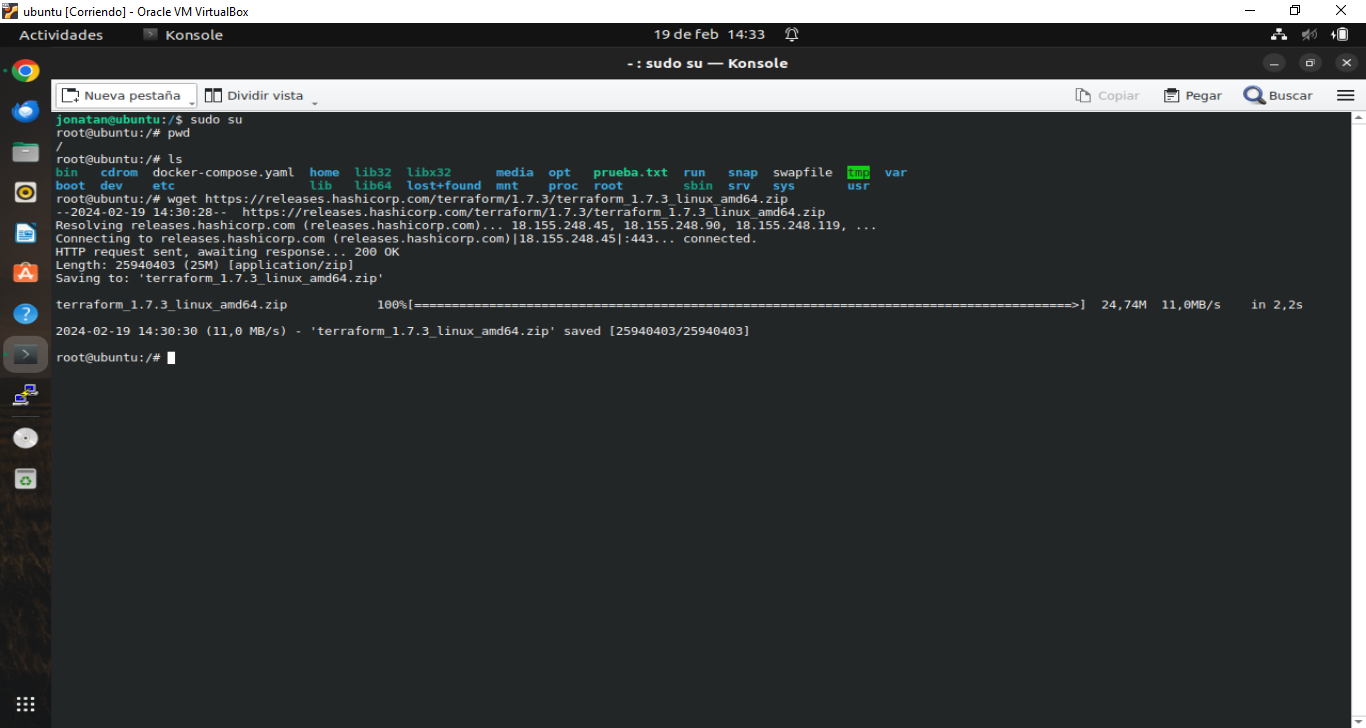 ubuntu [Corriendo] - Oracle VM VirtualBox
Actividades Konsole 19 de feb 14:33
- : sudo su — Konsole
Nueva pestaña Dividir vista Copiar Pegar Buscar
jonatan@ubuntu:/$ sudo su
root@ubuntu:/# pwd
/
root@ubuntu:/# ls
bin cdrom docker-compose.yaml home lib32 libx32 media opt prueba.txt run snap swapfile tmp var
boot dev etc lib lib64 lost+found mnt proc root sbin srv sys usr
root@ubuntu:/# wget https://releases.hashicorp.com/terraform/1.7.3/terraform_1.7.3_linux_amd64.zip
--2024-02-19 14:30:28-- https://releases.hashicorp.com/terraform/1.7.3/terraform_1.7.3_linux_amd64.zip
Resolving releases.hashicorp.com (releases.hashicorp.com)... 18.155.248.45, 18.155.248.90, 18.155.248.119, ...
Connecting to releases.hashicorp.com (releases.hashicorp.com)|18.155.248.45|:443... connected.
HTTP request sent, awaiting response... 200 OK
Length: 25940403 (25M) [application/zip]
Saving to: 'terraform_1.7.3_linux_amd64.zip'
terraform_1.7.3_linux_amd64.zip 100%[========================================================================================>] 24,74M 11,0MB/s in 2,2s
2024-02-19 14:30:30 (11,0 MB/s) - 'terraform_1.7.3_linux_amd64.zip' saved [25940403/25940403]
root@ubuntu:/#